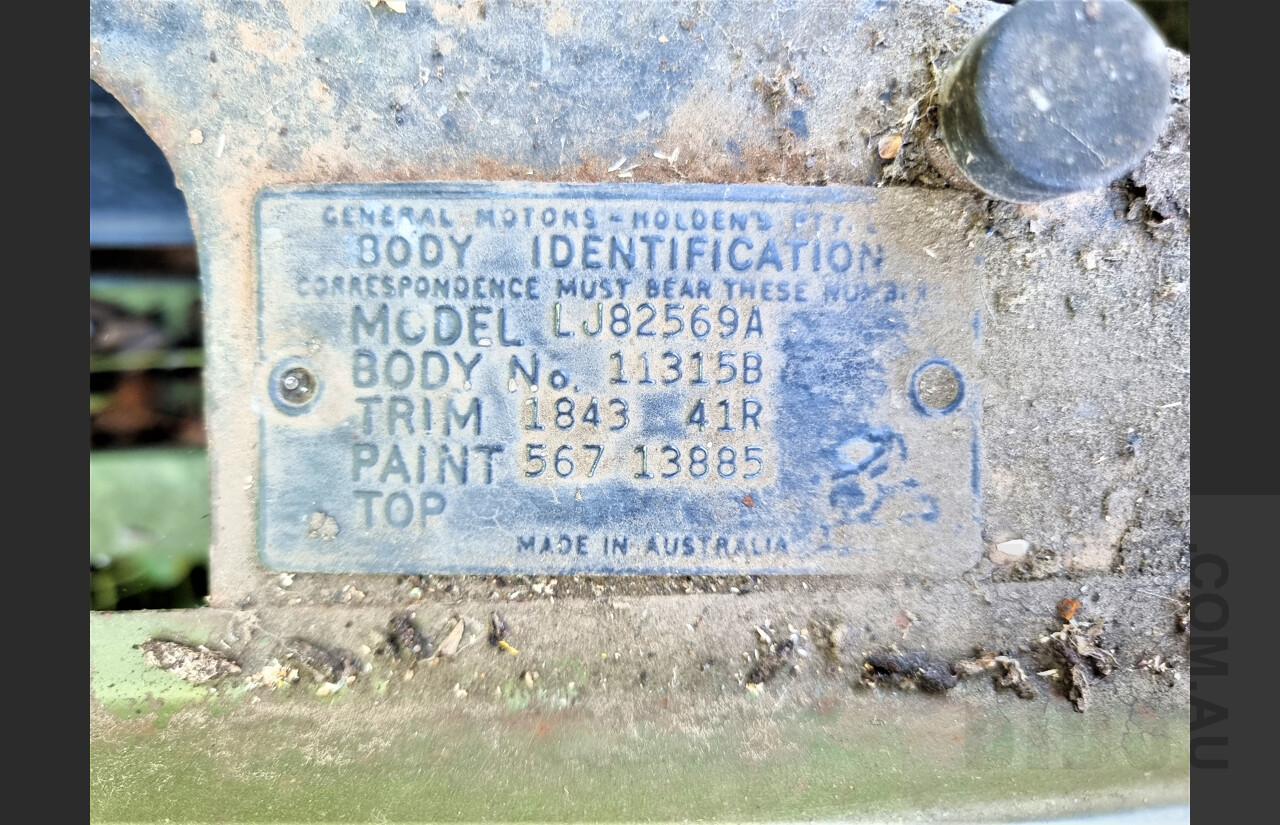 GENERAL MOTORS - HOLDEN'S PTY.
BODY IDENTIFICATION
CORRESPONDENCE MUST BEAR THESE NUMBER
MODEL LJ82569A
BODY No. 11315B
TRIM 1843 41R
PAINT 567 13885
TOP
MADE IN AUSTRALIA
.COM.AU